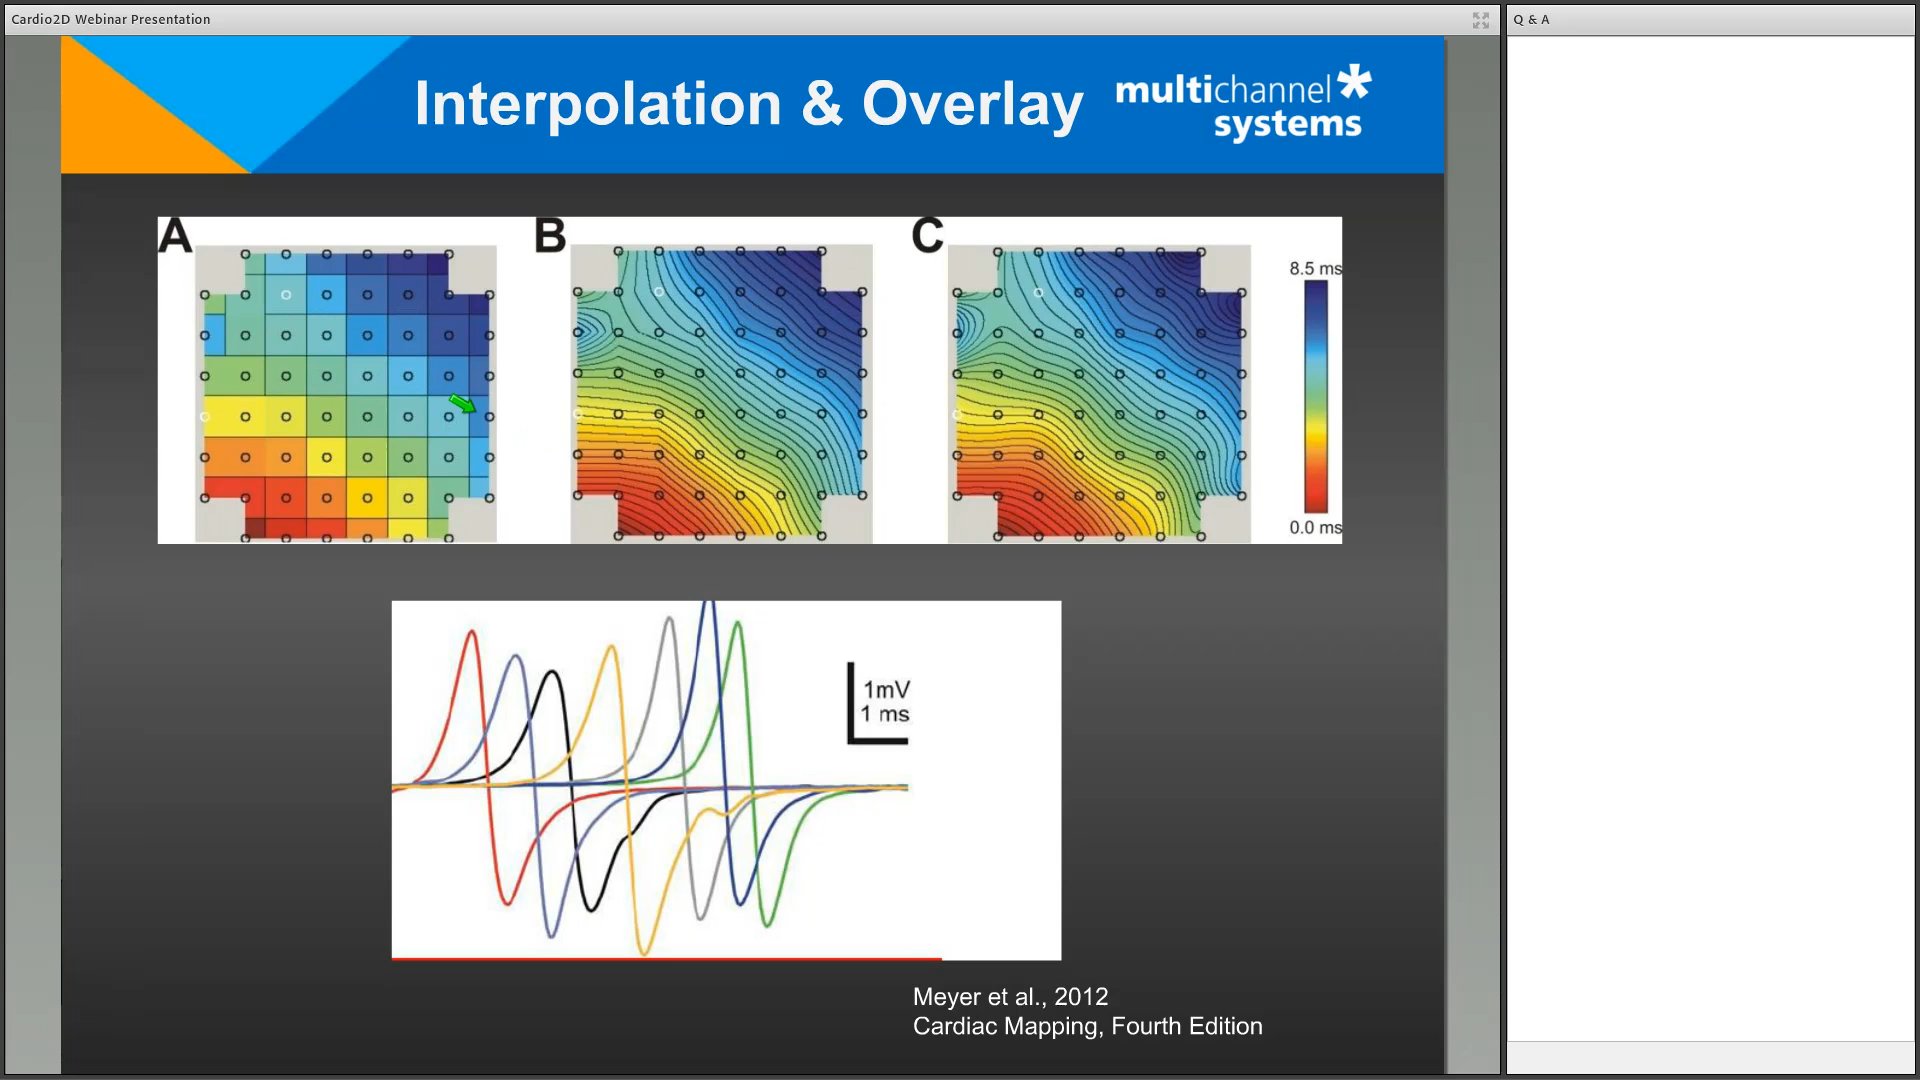 Cardio2D Webinar Presentation
Q & A
Interpolation & Overlay
multichannel
systems
A
B
C
8.5 ms
0.0 ms
1mV
1 ms
Meyer et al., 2012
Cardiac Mapping, Fourth Edition